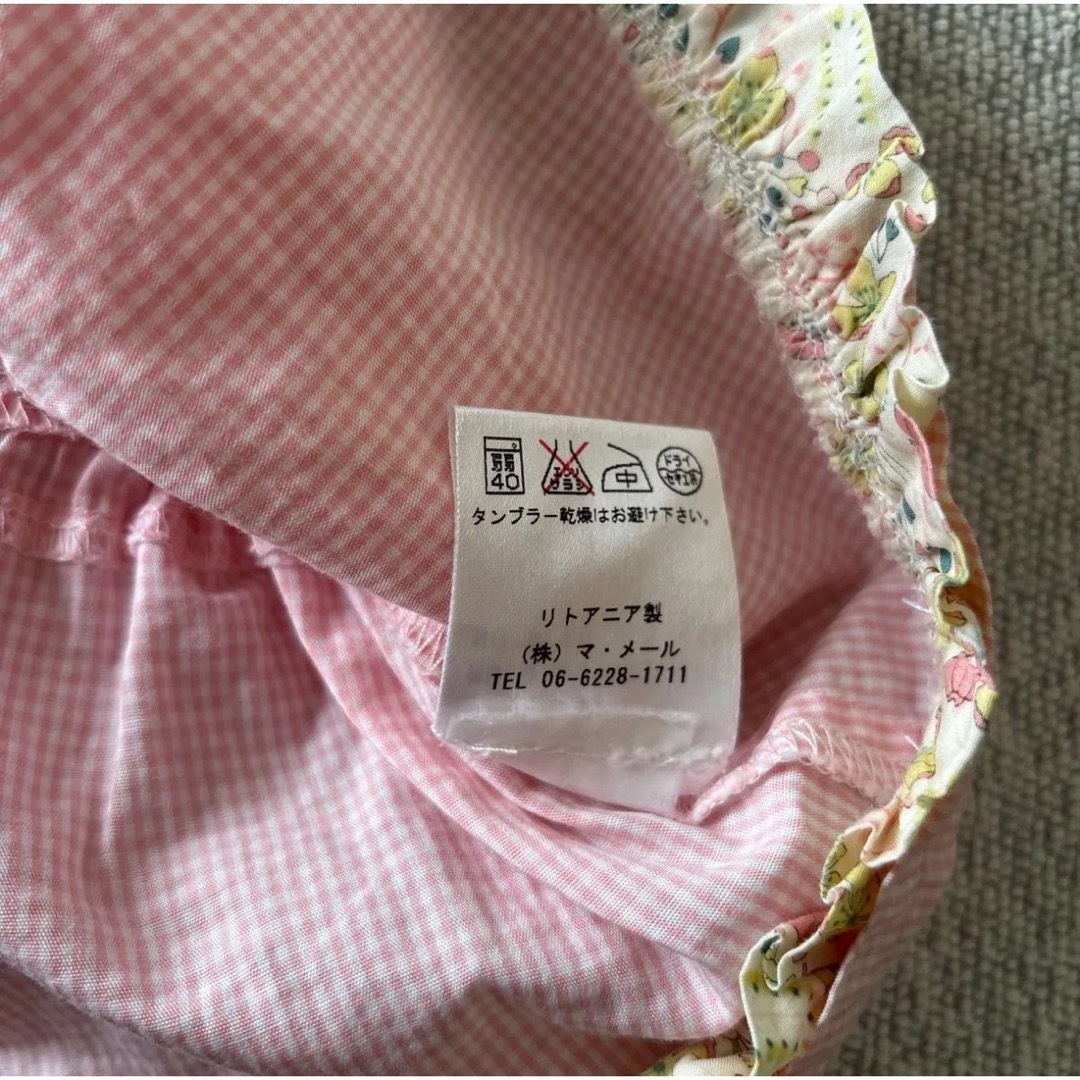 弱 40 エンソ サラシ 中 ドライ セキユ系
タンブラー乾燥はお避け下さい。
リトアニア製
(株) マ・メール
TEL 06-6228-1711